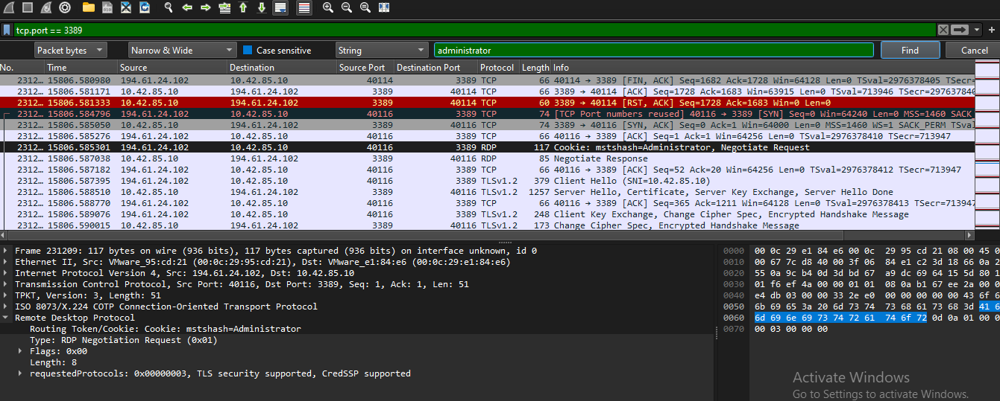 tcp.port == 3389
Packet bytes Narrow & Wide Case sensitive String administrator Find Cancel
No. Time Source Destination Source Port Destination Port Protocol Length Info
2312… 15806.580980 194.61.24.102 10.42.85.10 40114 3389 TCP 66 40114 → 3389 [FIN, ACK] Seq=1682 Ack=1728 Win=64128 Len=0 TSval=2976378405 TSecr=
2312… 15806.581171 10.42.85.10 194.61.24.102 3389 40114 TCP 66 3389 → 40114 [ACK] Seq=1728 Ack=1683 Win=63915 Len=0 TSval=713946 TSecr=297637840
2312… 15806.581333 10.42.85.10 194.61.24.102 3389 40114 TCP 60 3389 → 40114 [RST, ACK] Seq=1728 Ack=1683 Win=0 Len=0
2312… 15806.584796 194.61.24.102 10.42.85.10 40116 3389 TCP 74 [TCP Port numbers reused] 40116 → 3389 [SYN] Seq=0 Win=64240 Len=0 MSS=1460 SACK_
2312… 15806.585050 10.42.85.10 194.61.24.102 3389 40116 TCP 74 3389 → 40116 [SYN, ACK] Seq=0 Ack=1 Win=64000 Len=0 MSS=1460 WS=1 SACK_PERM TSval
2312… 15806.585276 194.61.24.102 10.42.85.10 40116 3389 TCP 66 40116 → 3389 [ACK] Seq=1 Ack=1 Win=64256 Len=0 TSval=2976378410 TSecr=713947
2312… 15806.585301 194.61.24.102 10.42.85.10 40116 3389 RDP 117 Cookie: mstshash=Administrator, Negotiate Request
2312… 15806.587038 10.42.85.10 194.61.24.102 3389 40116 RDP 85 Negotiate Response
2312… 15806.587182 194.61.24.102 10.42.85.10 40116 3389 TCP 66 40116 → 3389 [ACK] Seq=52 Ack=20 Win=64256 Len=0 TSval=2976378412 TSecr=713947
2312… 15806.587395 194.61.24.102 10.42.85.10 40116 3389 TLSv1.2 379 Client Hello (SNI=10.42.85.10)
2312… 15806.588510 10.42.85.10 194.61.24.102 3389 40116 TLSv1.2 1257 Server Hello, Certificate, Server Key Exchange, Server Hello Done
2312… 15806.588770 194.61.24.102 10.42.85.10 40116 3389 TCP 66 40116 → 3389 [ACK] Seq=365 Ack=1211 Win=64128 Len=0 TSval=2976378413 TSecr=713947
2312… 15806.589076 194.61.24.102 10.42.85.10 40116 3389 TLSv1.2 248 Client Key Exchange, Change Cipher Spec, Encrypted Handshake Message
2312… 15806.590015 10.42.85.10 194.61.24.102 3389 40116 TLSv1.2 173 Change Cipher Spec, Encrypted Handshake Message
Frame 231209: 117 bytes on wire (936 bits), 117 bytes captured (936 bits) on interface unknown, id 0
Ethernet II, Src: VMware_95:cd:21 (00:0c:29:95:cd:21), Dst: VMware_e1:84:e6 (00:0c:29:e1:84:e6)
Internet Protocol Version 4, Src: 194.61.24.102, Dst: 10.42.85.10
Transmission Control Protocol, Src Port: 40116, Dst Port: 3389, Seq: 1, Ack: 1, Len: 51
TPKT, Version: 3, Length: 51
ISO 8073/X.224 COTP Connection-Oriented Transport Protocol
Remote Desktop Protocol
Routing Token/Cookie: Cookie: mstshash=Administrator
Type: RDP Negotiation Request (0x01)
Flags: 0x00
Length: 8
requestedProtocols: 0x00000003, TLS security supported, CredSSP supported
0000 00 0c 29 e1 84 e6 00 0c 29 95 cd 21 08 00 45 0
0010 00 67 7c d8 40 00 3f 06 84 e1 c2 3d 18 66 0a 2
0020 55 0a 9c b4 0d 3d bd 67 a9 dc 69 64 15 5d 80 1
0030 01 f6 ef 4a 00 00 01 01 08 0a b1 67 ee 2a 00 0
0040 e4 db 03 00 00 33 2e e0 00 00 00 00 00 43 6f 6
0050 6b 69 65 3a 20 6d 73 74 73 68 61 73 68 3d 41 6
0060 6d 69 6e 69 73 74 72 61 74 6f 72 0d 0a 01 00 0
0070 00 03 00 00 00
Activate Windows
Go to Settings to activate Windows.